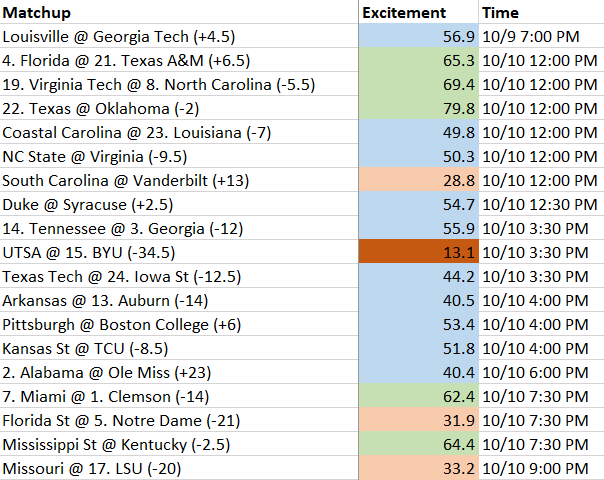 Matchup Excitement Time
Louisville @ Georgia Tech (+4.5) 56.9 10/9 7:00 PM
4. Florida @ 21. Texas A&M (+6.5) 65.3 10/10 12:00 PM
19. Virginia Tech @ 8. North Carolina (-5.5) 69.4 10/10 12:00 PM
22. Texas @ Oklahoma (-2) 79.8 10/10 12:00 PM
Coastal Carolina @ 23. Louisiana (-7) 49.8 10/10 12:00 PM
NC State @ Virginia (-9.5) 50.3 10/10 12:00 PM
South Carolina @ Vanderbilt (+13) 28.8 10/10 12:00 PM
Duke @ Syracuse (+2.5) 54.7 10/10 12:30 PM
14. Tennessee @ 3. Georgia (-12) 55.9 10/10 3:30 PM
UTSA @ 15. BYU (-34.5) 13.1 10/10 3:30 PM
Texas Tech @ 24. Iowa St (-12.5) 44.2 10/10 3:30 PM
Arkansas @ 13. Auburn (-14) 40.5 10/10 4:00 PM
Pittsburgh @ Boston College (+6) 53.4 10/10 4:00 PM
Kansas St @ TCU (-8.5) 51.8 10/10 4:00 PM
2. Alabama @ Ole Miss (+23) 40.4 10/10 6:00 PM
7. Miami @ 1. Clemson (-14) 62.4 10/10 7:30 PM
Florida St @ 5. Notre Dame (-21) 31.9 10/10 7:30 PM
Mississippi St @ Kentucky (-2.5) 64.4 10/10 7:30 PM
Missouri @ 17. LSU (-20) 33.2 10/10 9:00 PM